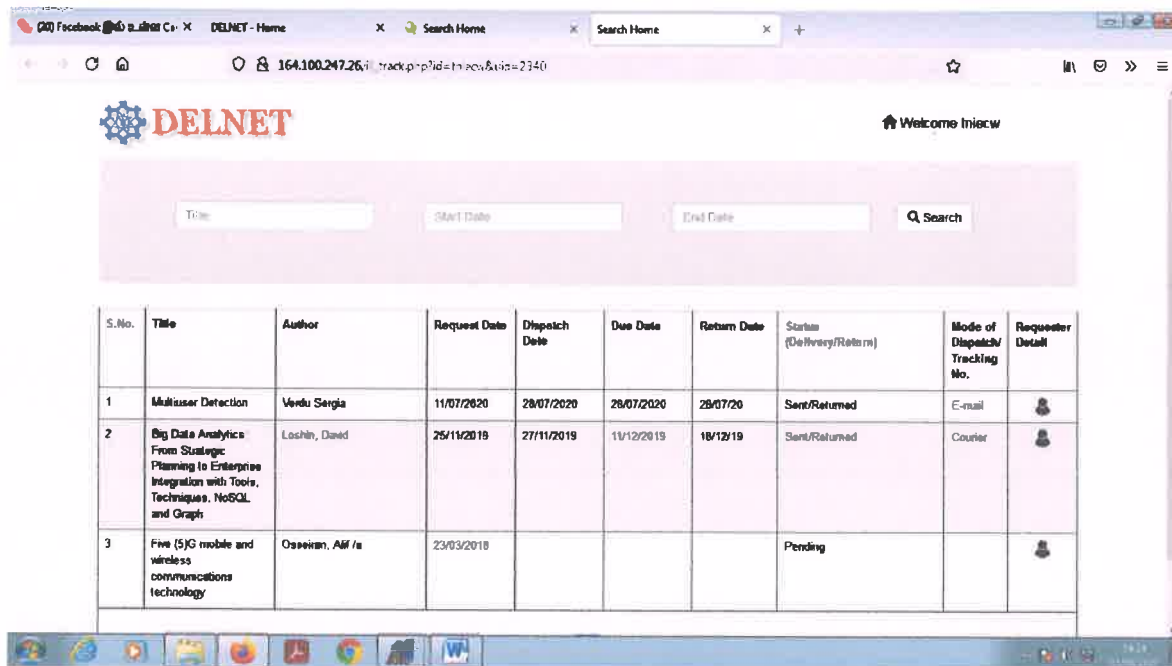 (20) Facebook
DELNET - Home
Search Home
Search Home
164.100.247.26/
DELNET
Welcome
Title
Start Date
End Date
Search
S.No.
Title
Author
Request Date
Dispatch
Date
Due Date
Return Date
Status
(Delivery/Return)
Mode of
Dispatch/
Tracking
No.
Requester
Detail
1
Multiuser Detection
Verdu Sergia
11/07/2020
28/07/2020
28/07/2020
28/07/20
Sent/Returned
E-mail
2
Big Data Analytics
From Strategic
Planning to Enterprise
Integration with Tools,
Techniques, NoSQL
and Graph
Loshin, David
25/11/2019
27/11/2019
11/12/2019
18/12/19
Sent/Returned
Courier
3
Five (5)G mobile and
wireless
communications
technology
Osseiran, Afif /a
23/03/2018
Pending